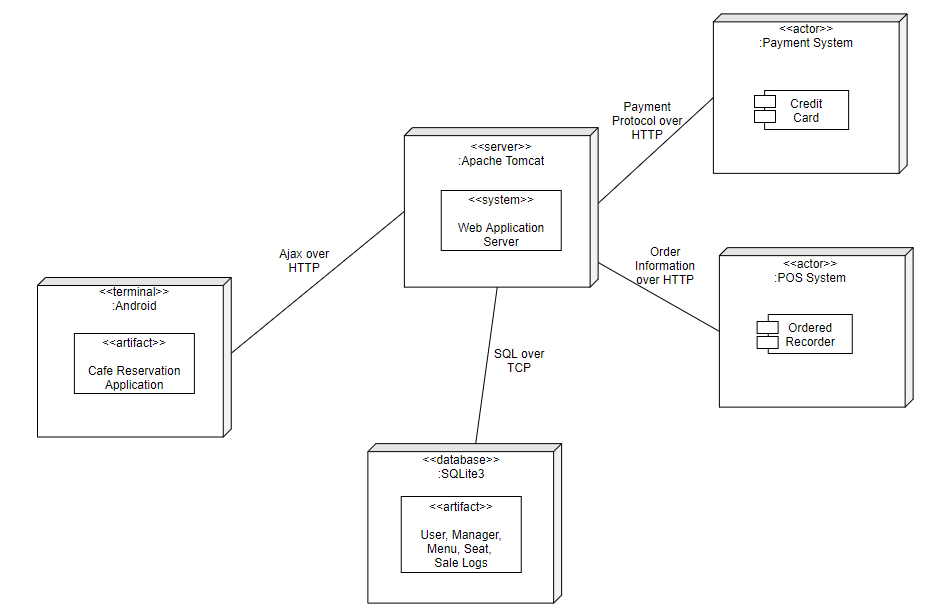 <<actor>>
:Payment System
Credit
Card
Payment
Protocol over
HTTP
<<server>>
:Apache Tomcat
<<system>>
Web Application
Server
Ajax over
HTTP
Order
Information
over HTTP
<<actor>>
:POS System
Ordered
Recorder
<<terminal>>
:Android
<<artifact>>
Cafe Reservation
Application
SQL over
TCP
<<database>>
:SQLite3
<<artifact>>
User, Manager,
Menu, Seat,
Sale Logs